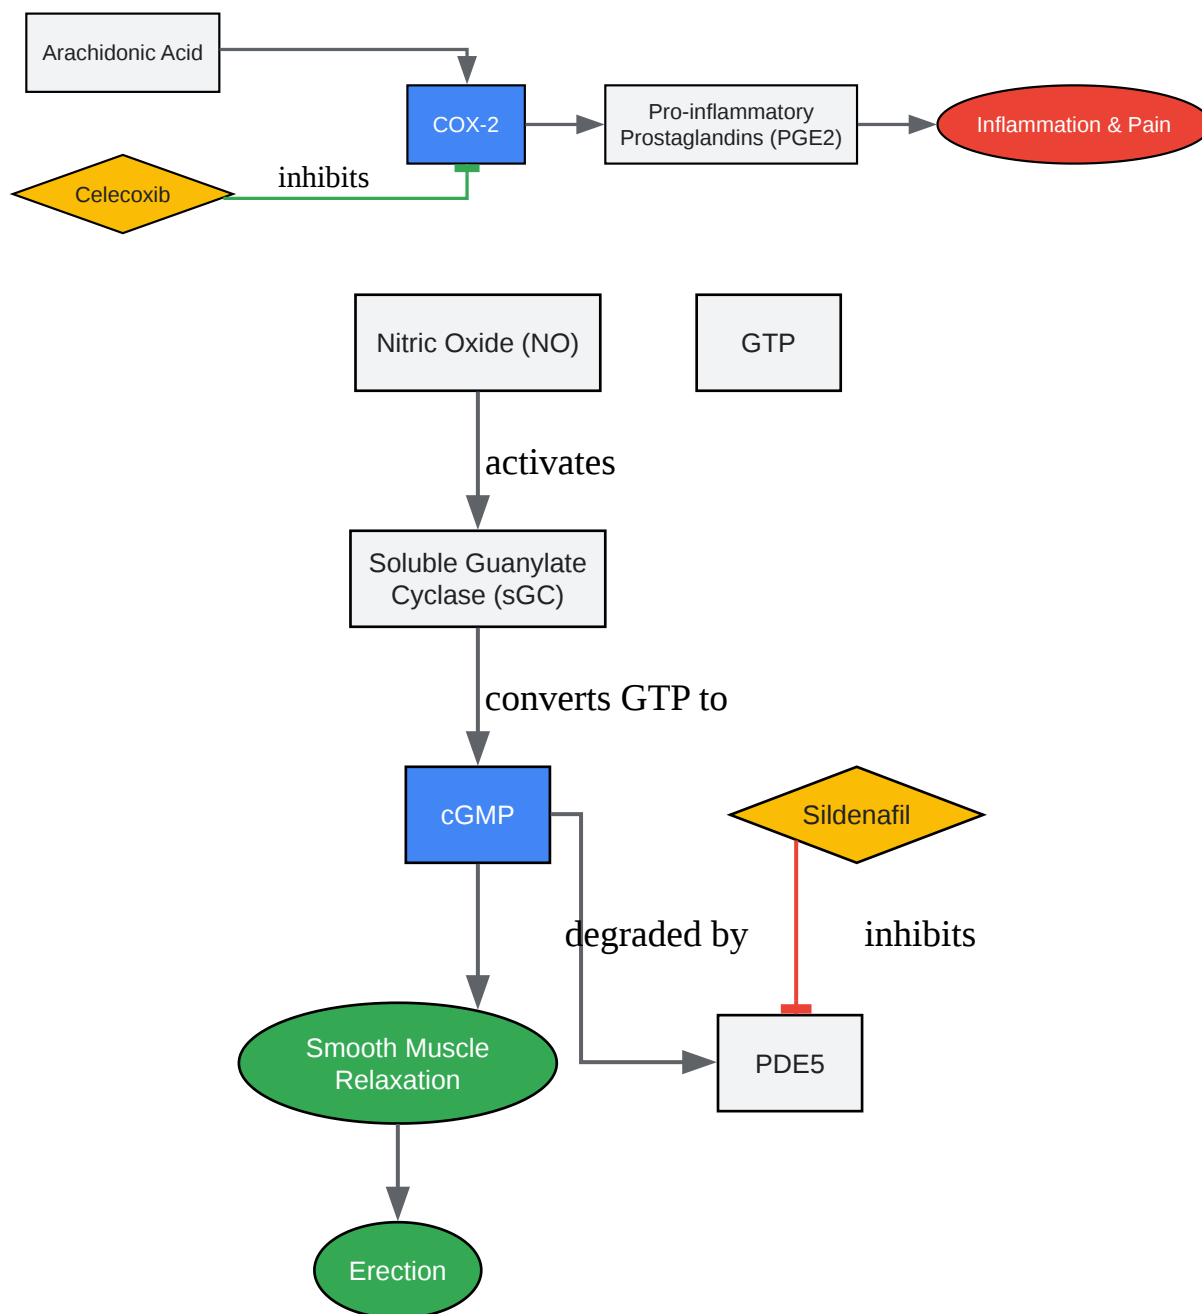 Arachidonic Acid
COX-2
Pro-inflammatory
Prostaglandins (PGE2)
Inflammation & Pain
Celecoxib
inhibits
Nitric Oxide (NO)
GTP
activates
Soluble Guanylate
Cyclase (sGC)
converts GTP to
cGMP
Sildenafil
degraded by
inhibits
Smooth Muscle
Relaxation
PDE5
Erection